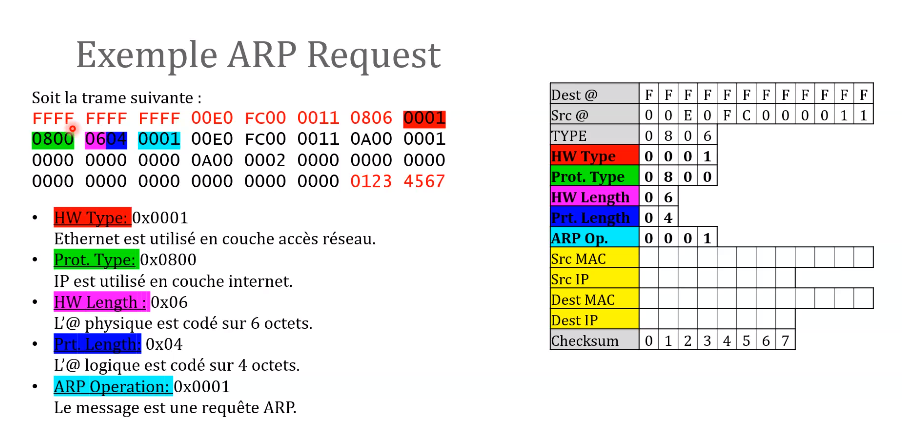 Exemple ARP Request
Soit la trame suivante :
FFFF FFFF FFFF 00E0 FC00 0011 0806 0001
0800 0604 0001 00E0 FC00 0011 0A00 0001
0000 0000 0000 0A00 0002 0000 0000 0000
0000 0000 0000 0000 0000 0000 0123 4567
• HW Type: 0x0001
Ethernet est utilisé en couche accès réseau.
• Prot. Type: 0x0800
IP est utilisé en couche internet.
• HW Length : 0x06
L'@ physique est codé sur 6 octets.
• Prt. Length: 0x04
L'@ logique est codé sur 4 octets.
• ARP Operation: 0x0001
Le message est une requête ARP.
Dest @ F F F F F F F F F F F F
Src @ 0 0 E 0 F C 0 0 0 0 1 1
TYPE 0 8 0 6
HW Type 0 0 0 1
Prot. Type 0 8 0 0
HW Length 0 6
Prt. Length 0 4
ARP Op. 0 0 0 1
Src MAC
Src IP
Dest MAC
Dest IP
Checksum 0 1 2 3 4 5 6 7